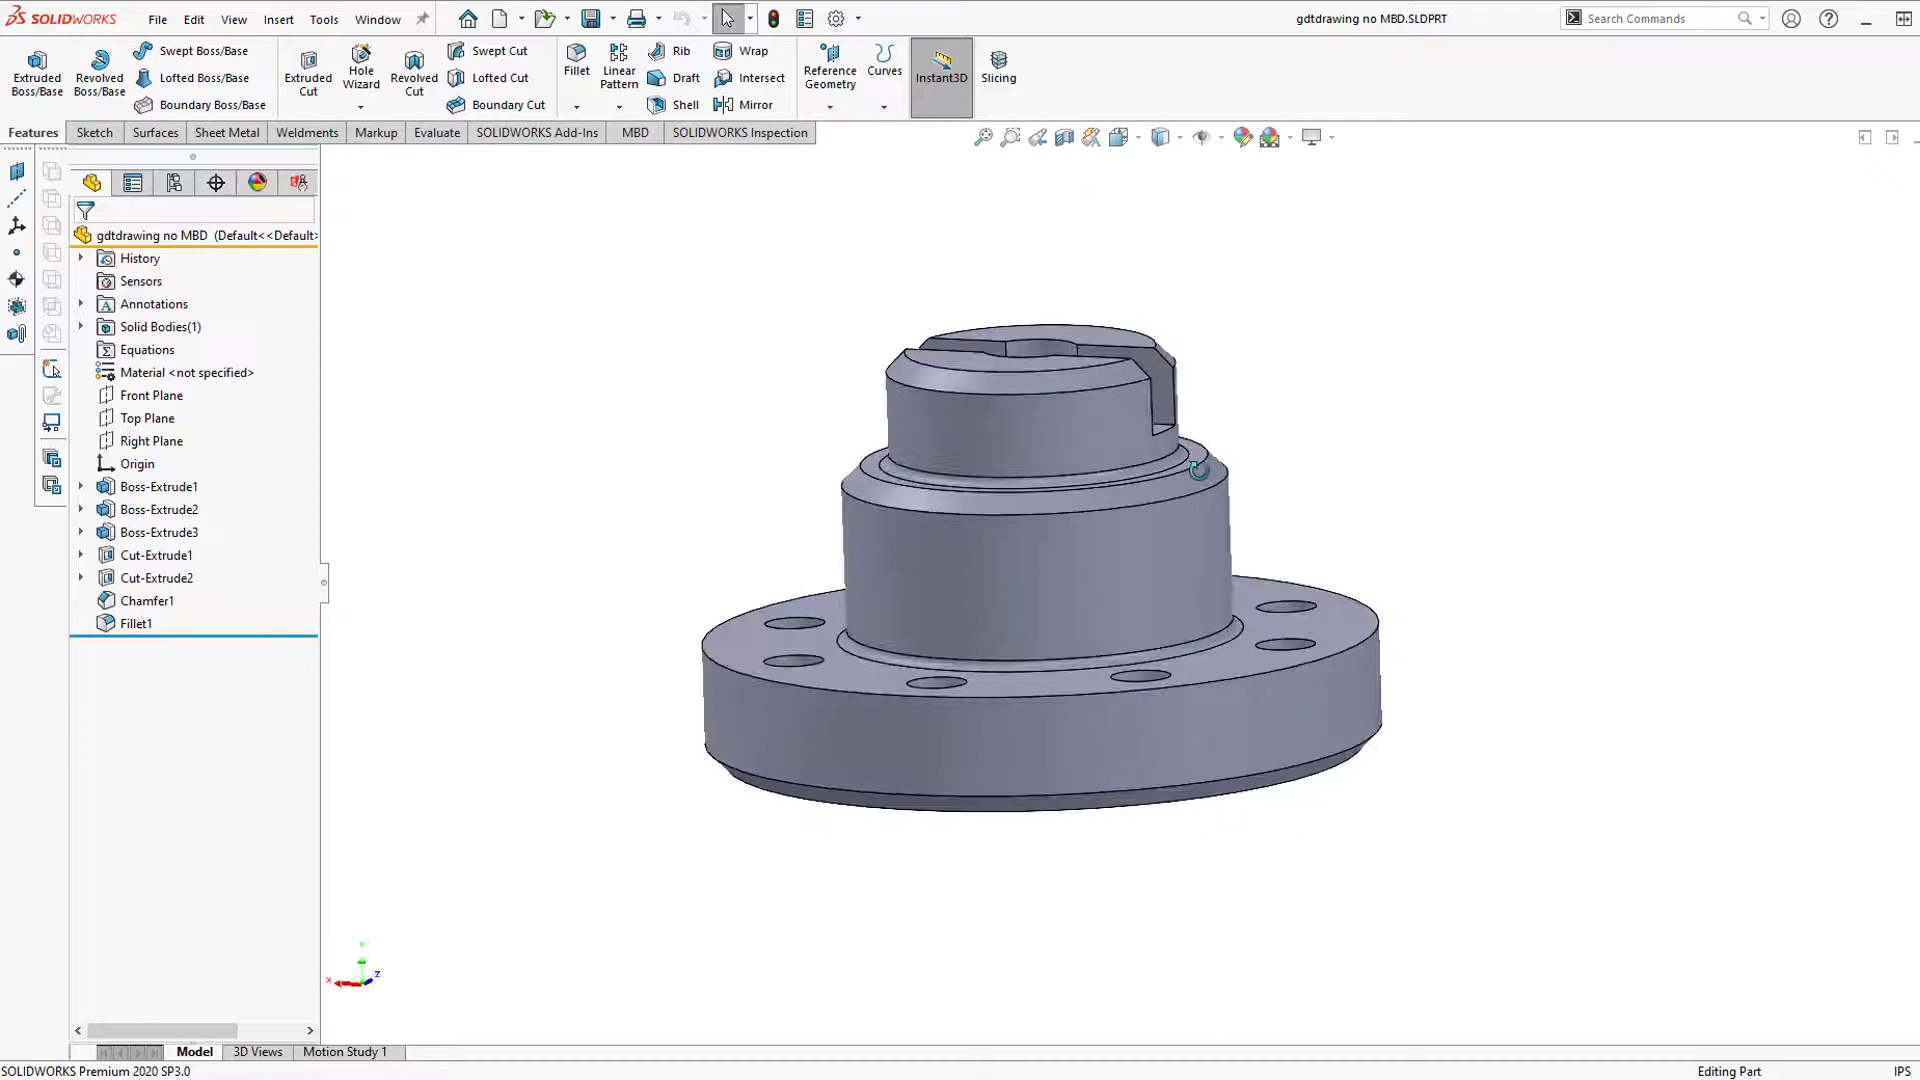 SOLIDWORKS File Edit View Insert Tools Window gdtdrawing no MBD.SLDPRT Search Commands
Extruded Boss/Base
Revolved Boss/Base
Swept Boss/Base
Lofted Boss/Base
Boundary Boss/Base
Extruded Cut
Hole Wizard
Revolved Cut
Swept Cut
Lofted Cut
Boundary Cut
Fillet
Linear Pattern
Rib
Draft
Shell
Wrap
Intersect
Mirror
Reference Geometry
Curves
Instant3D
Slicing
Features Sketch Surfaces Sheet Metal Weldments Markup Evaluate SOLIDWORKS Add-Ins MBD SOLIDWORKS Inspection
gdtdrawing no MBD (Default<<Default>
History
Sensors
Annotations
Solid Bodies(1)
Equations
Material <not specified>
Front Plane
Top Plane
Right Plane
Origin
Boss-Extrude1
Boss-Extrude2
Boss-Extrude3
Cut-Extrude1
Cut-Extrude2
Chamfer1
Fillet1
Y
X
Z
Model 3D Views Motion Study 1
SOLIDWORKS Premium 2020 SP3.0 Editing Part IPS